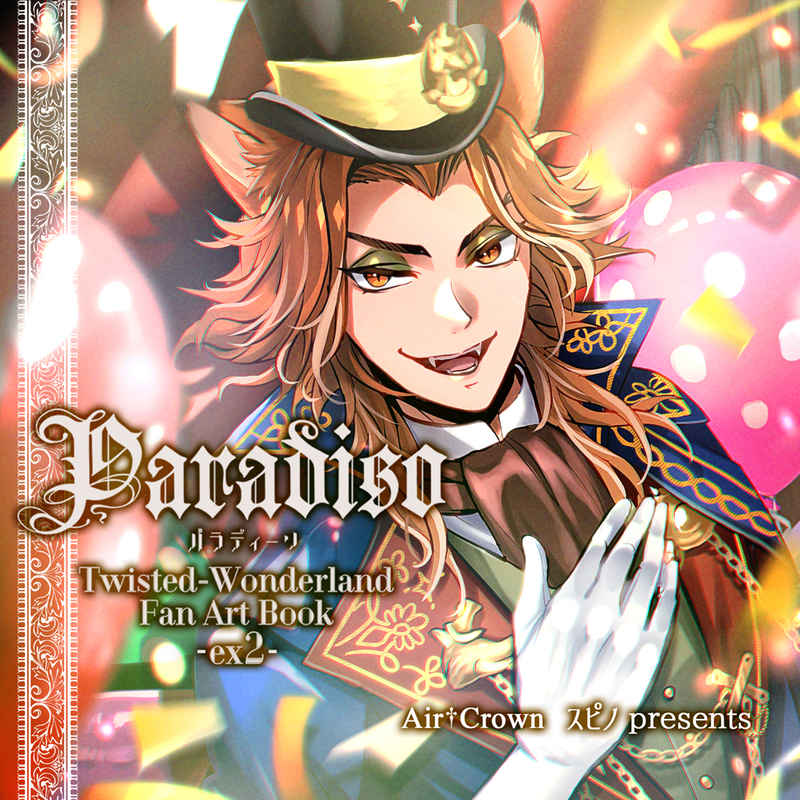 Paradiso
パラディーソ
Twisted-Wonderland
Fan Art Book
-ex2-
Air†Crown スピノ presents